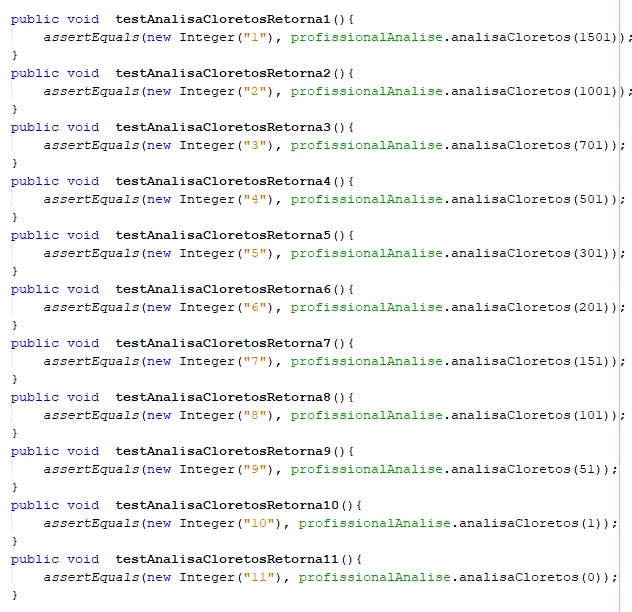 public void  testAnalisaCloretosRetorna1(){
    assertEquals(new Integer("1"), profissionalAnalise.analisaCloretos(1501));
}
public void  testAnalisaCloretosRetorna2(){
    assertEquals(new Integer("2"), profissionalAnalise.analisaCloretos(1001));
}
public void  testAnalisaCloretosRetorna3(){
    assertEquals(new Integer("3"), profissionalAnalise.analisaCloretos(701));
}
public void  testAnalisaCloretosRetorna4(){
    assertEquals(new Integer("4"), profissionalAnalise.analisaCloretos(501));
}
public void  testAnalisaCloretosRetorna5(){
    assertEquals(new Integer("5"), profissionalAnalise.analisaCloretos(301));
}
public void  testAnalisaCloretosRetorna6(){
    assertEquals(new Integer("6"), profissionalAnalise.analisaCloretos(201));
}
public void  testAnalisaCloretosRetorna7(){
    assertEquals(new Integer("7"), profissionalAnalise.analisaCloretos(151));
}
public void  testAnalisaCloretosRetorna8(){
    assertEquals(new Integer("8"), profissionalAnalise.analisaCloretos(101));
}
public void  testAnalisaCloretosRetorna9(){
    assertEquals(new Integer("9"), profissionalAnalise.analisaCloretos(51));
}
public void  testAnalisaCloretosRetorna10(){
    assertEquals(new Integer("10"), profissionalAnalise.analisaCloretos(1));
}
public void  testAnalisaCloretosRetorna11(){
    assertEquals(new Integer("11"), profissionalAnalise.analisaCloretos(0));
}